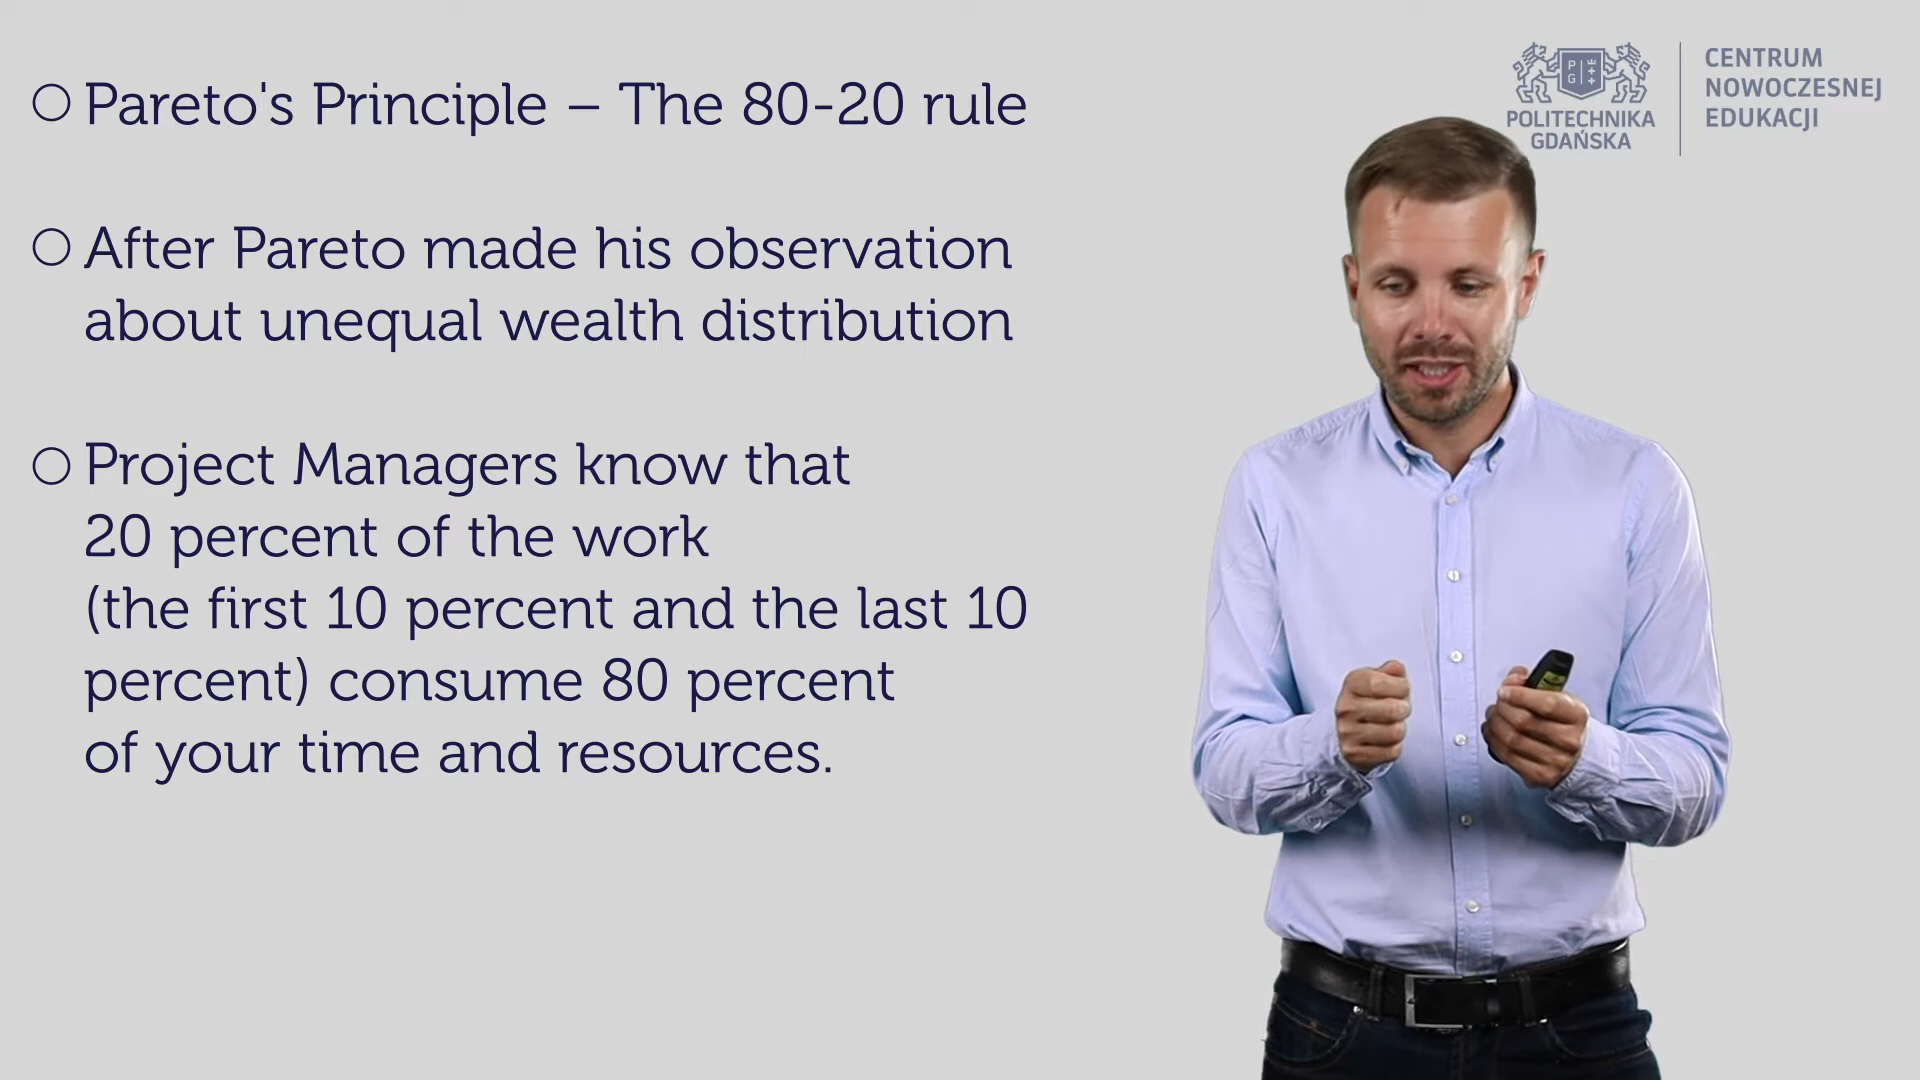 Pareto's Principle – The 80-20 rule
After Pareto made his observation
about unequal wealth distribution
Project Managers know that
20 percent of the work
(the first 10 percent and the last 10
percent) consume 80 percent
of your time and resources.
P G
POLITECHNIKA
GDAŃSKA
CENTRUM
NOWOCZESNEJ
EDUKACJI